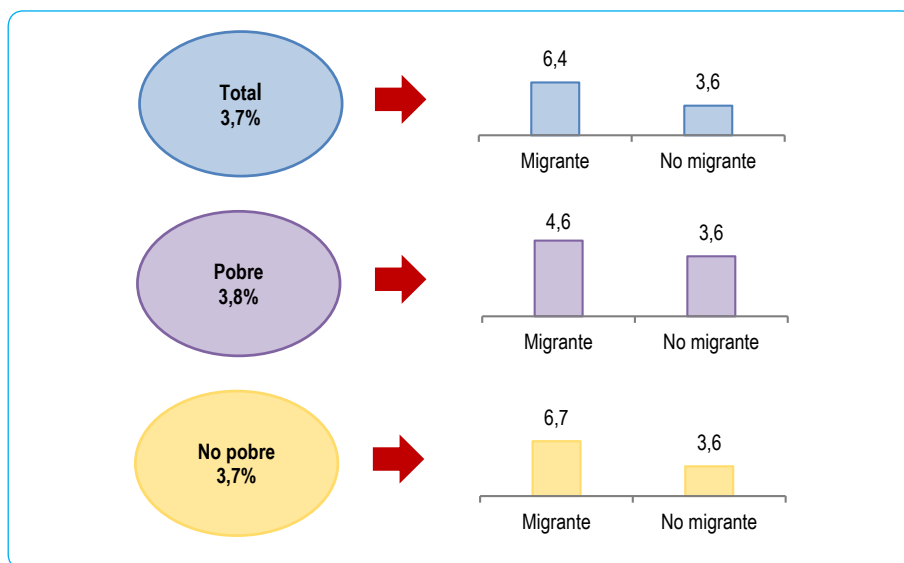 Total
3,7%
6,4
3,6
Migrante
No migrante
Pobre
3,8%
4,6
3,6
Migrante
No migrante
No pobre
3,7%
6,7
3,6
Migrante
No migrante